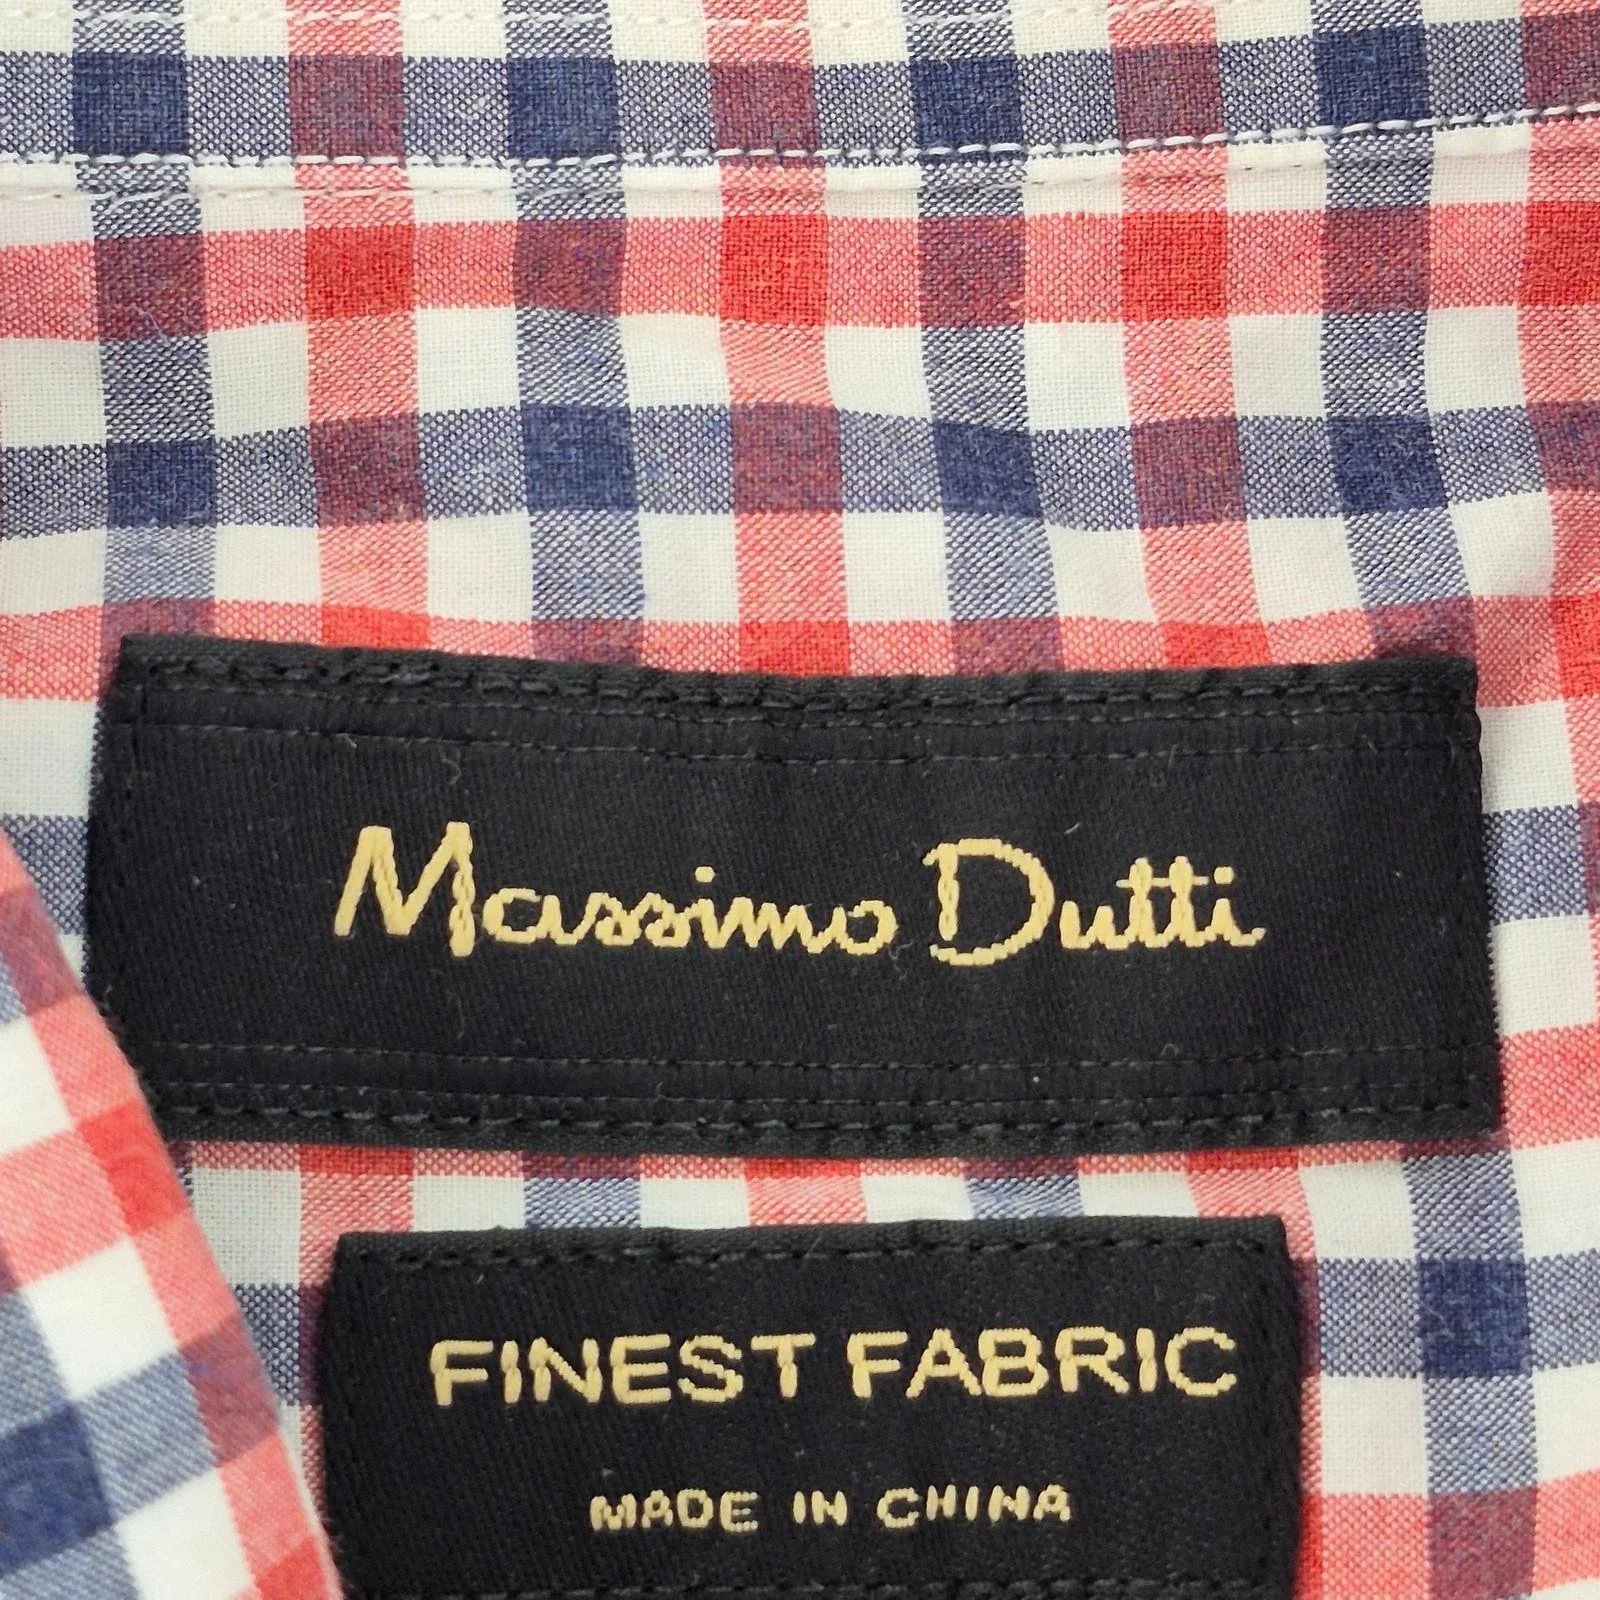 Massimo Dutti
FINEST FABRIC
MADE IN CHINA